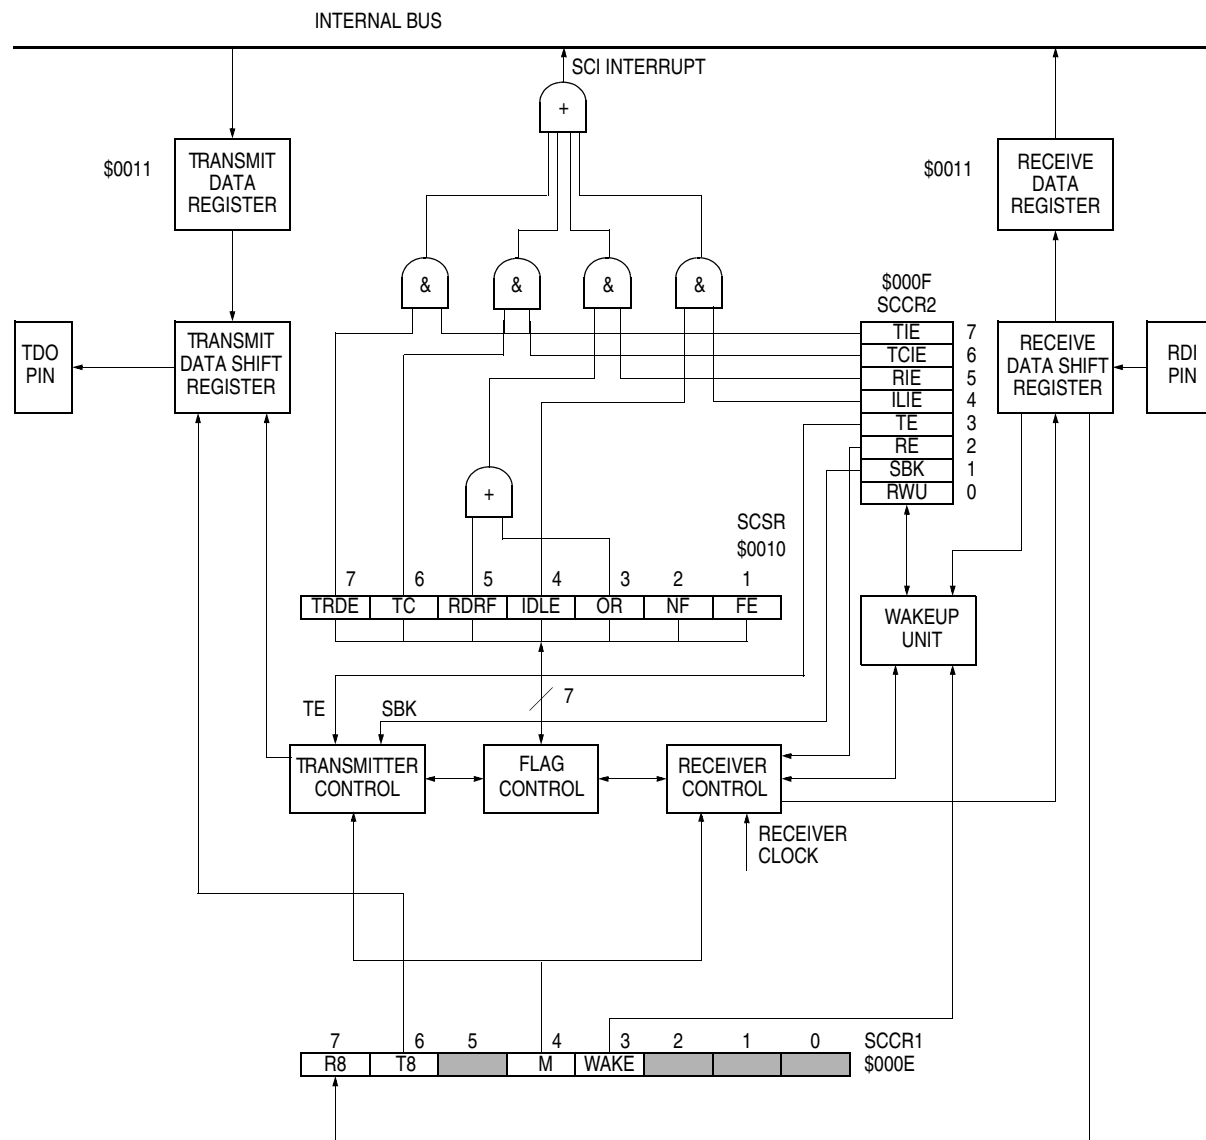 INTERNAL BUS
SCI INTERRUPT
+
$0011
TRANSMIT
DATA
REGISTER
$0011
RECEIVE
DATA
REGISTER
& & & &
$000F
SCCR2
TDO
PIN
TRANSMIT
DATA SHIFT
REGISTER
TIE 7
TCIE 6
RIE 5
ILIE 4
TE 3
RE 2
SBK 1
RWU 0
RECEIVE
DATA SHIFT
REGISTER
RDI
PIN
+
SCSR
$0010
7 6 5 4 3 2 1
TRDE TC RDRF IDLE OR NF FE
WAKEUP
UNIT
7
TE SBK
TRANSMITTER
CONTROL
FLAG
CONTROL
RECEIVER
CONTROL
RECEIVER
CLOCK
7 6 5 4 3 2 1 0 SCCR1
R8 T8 M WAKE $000E